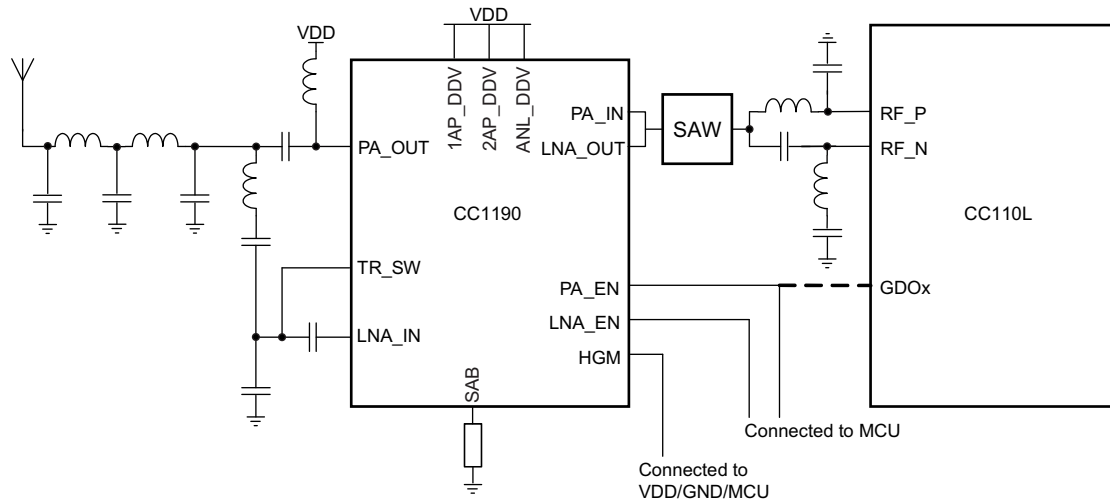 VDD
VDD
1AP_DDV
2AP_DDV
ANL_DDV
PA_OUT
TR_SW
LNA_IN
CC1190
SAB
PA_IN
LNA_OUT
PA_EN
LNA_EN
HGM
SAW
RF_P
RF_N
CC110L
GDOx
Connected to MCU
Connected to
VDD/GND/MCU